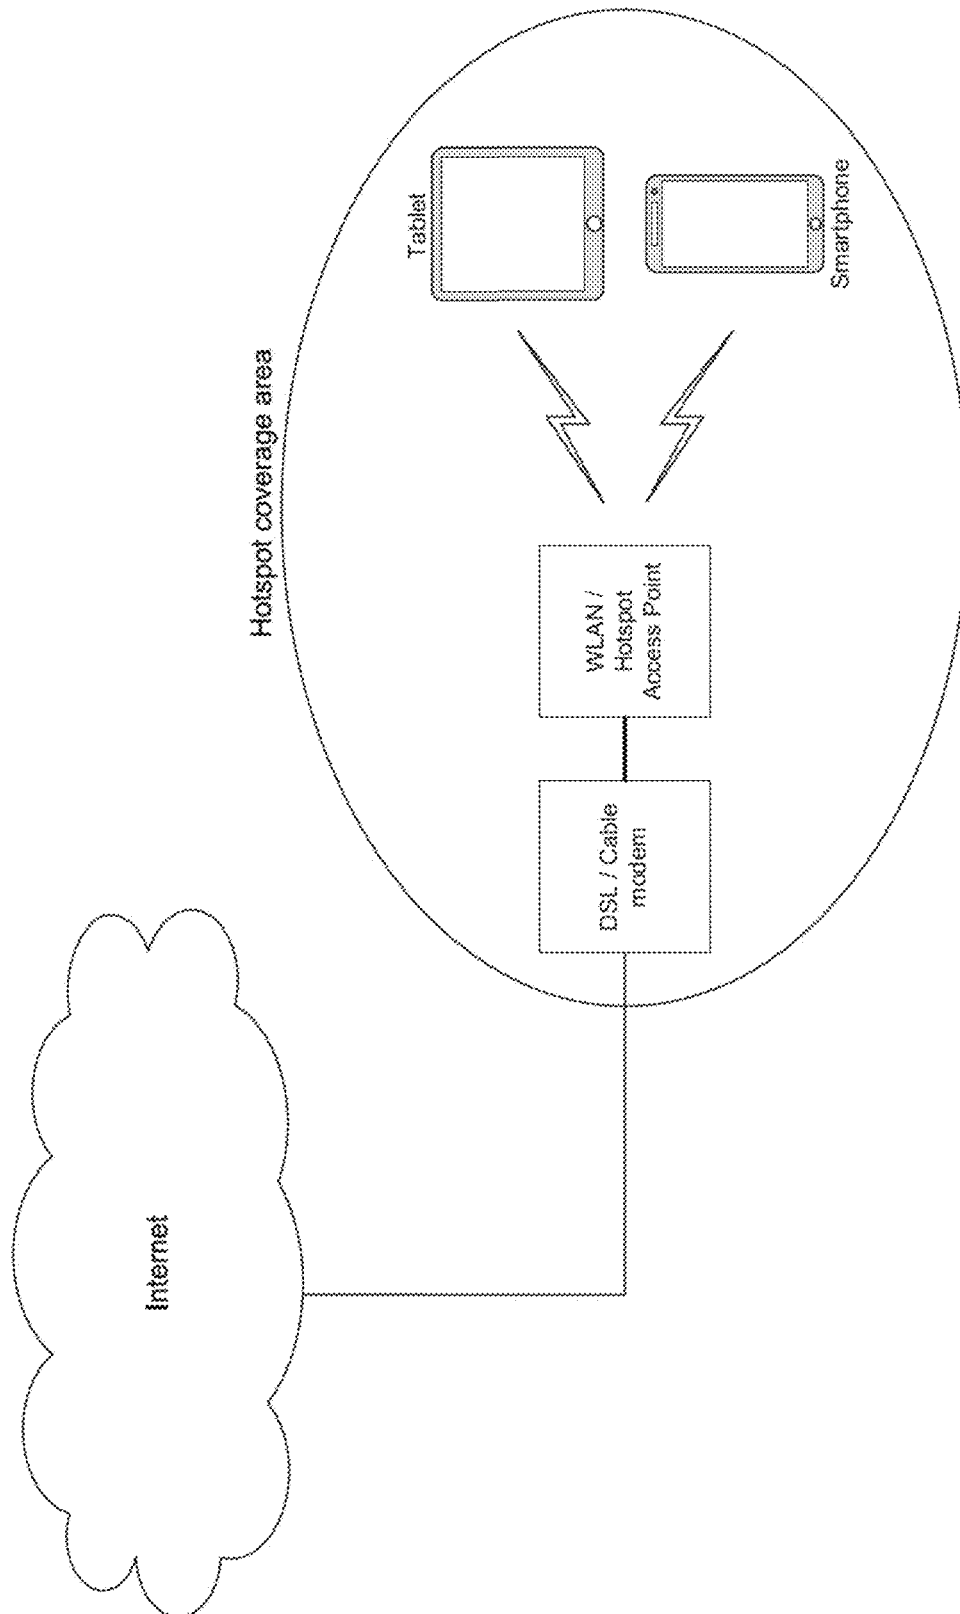 Internet
Hotspot coverage area
DSL / Cable
modem
WLAN /
Hotspot
Access Point
Tablet
Smartphone